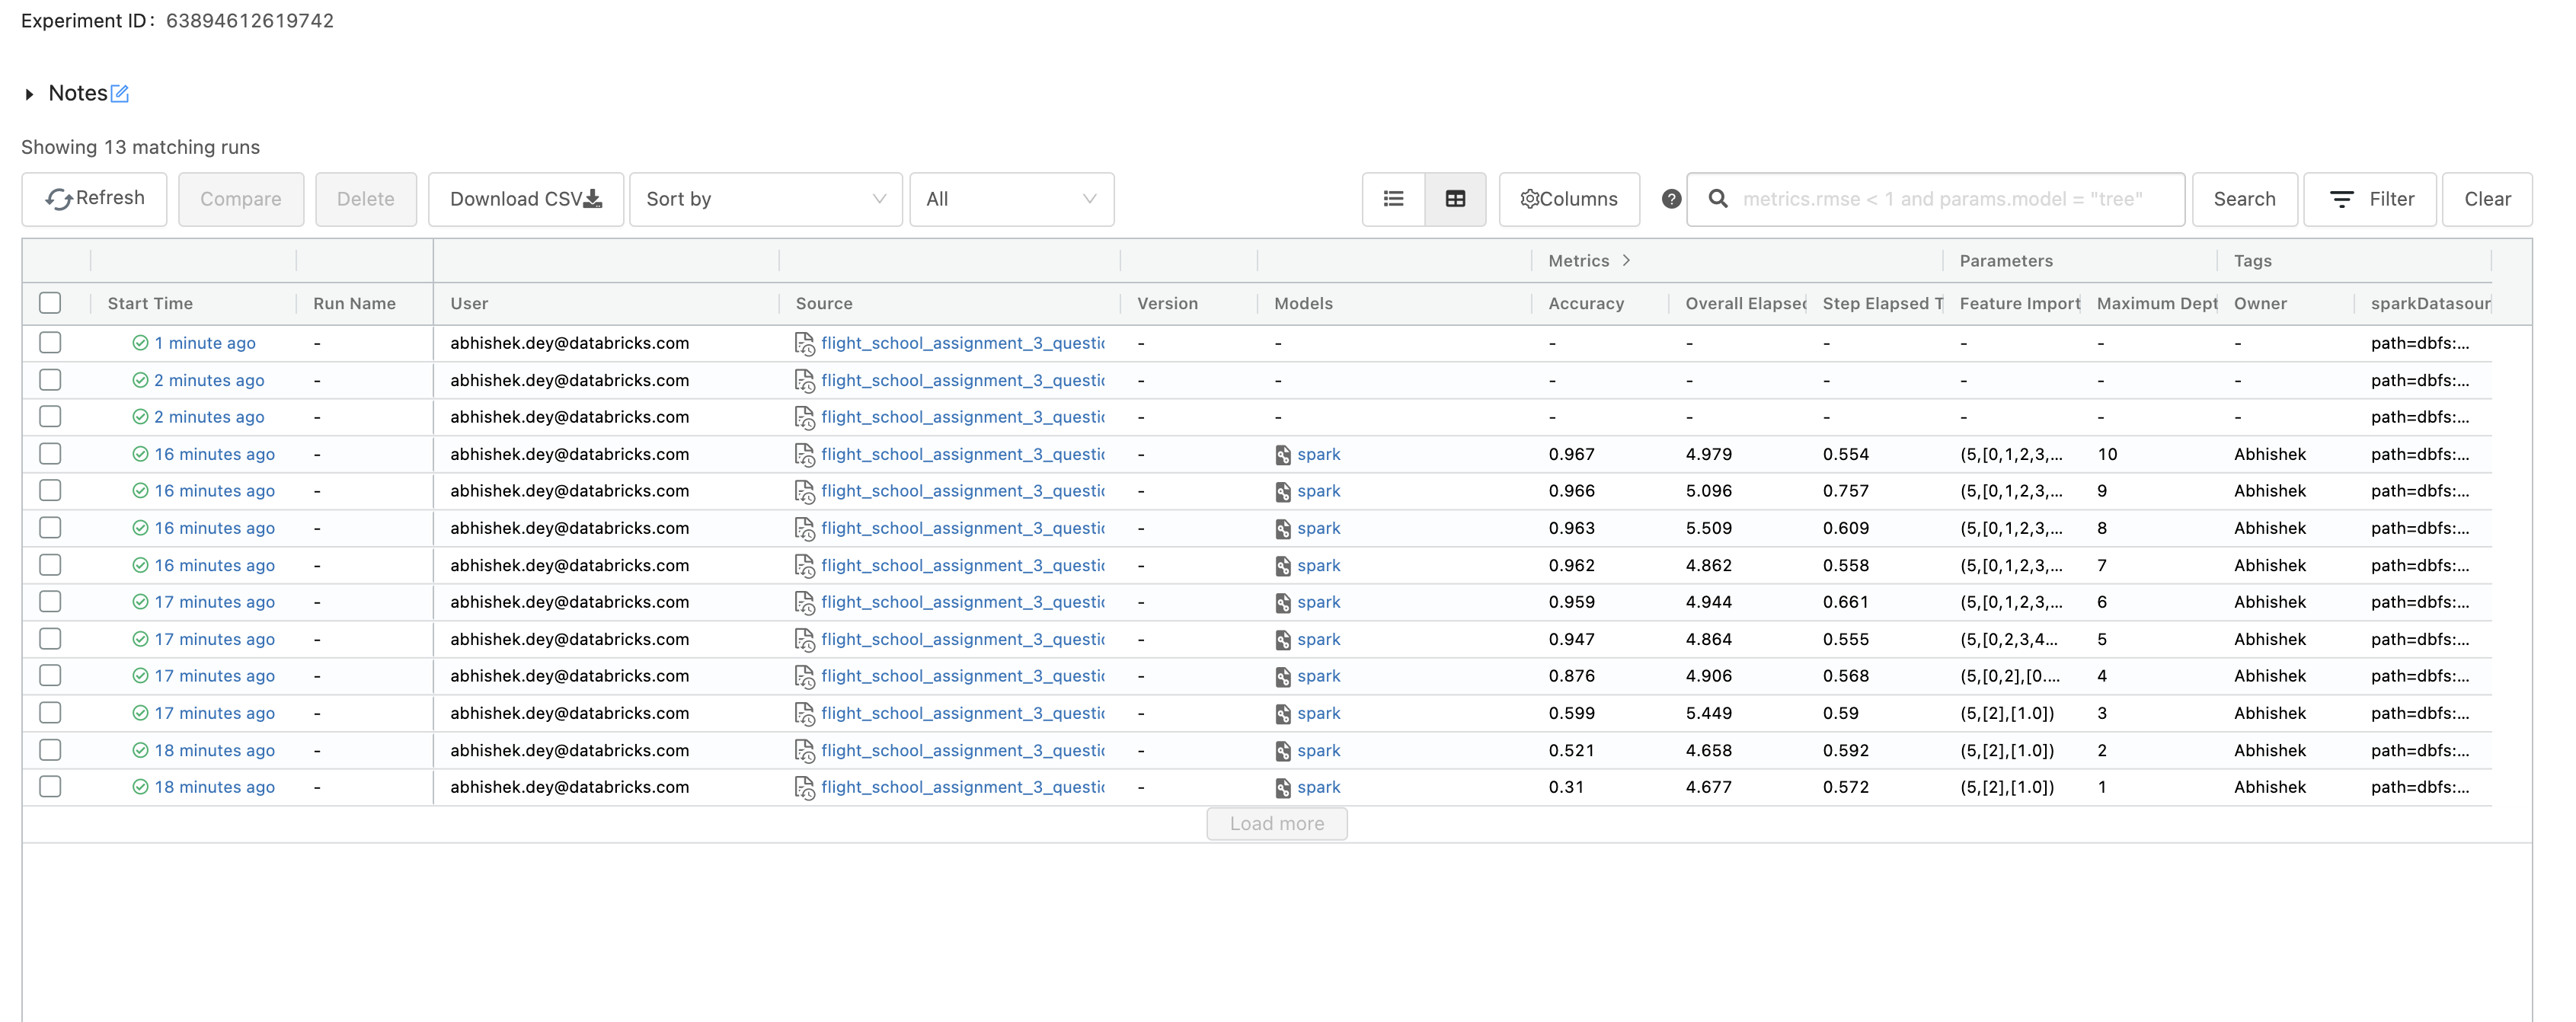 Experiment ID: 63894612619742
Notes
Showing 13 matching runs
Refresh Compare Delete Download CSV Sort by All Columns ? metrics.rmse < 1 and params.model = "tree" Search Filter Clear
Metrics > Parameters Tags
Start Time Run Name User Source Version Models Accuracy Overall Elapsed Step Elapsed T Feature Import Maximum Dept Owner sparkDatasour
1 minute ago - abhishek.dey@databricks.com flight_school_assignment_3_questic - - - - - - - - path=dbfs:...
2 minutes ago - abhishek.dey@databricks.com flight_school_assignment_3_questic - - - - - - - - path=dbfs:...
2 minutes ago - abhishek.dey@databricks.com flight_school_assignment_3_questic - - - - - - - - path=dbfs:...
16 minutes ago - abhishek.dey@databricks.com flight_school_assignment_3_questic - spark 0.967 4.979 0.554 (5,[0,1,2,3,... 10 Abhishek path=dbfs:...
16 minutes ago - abhishek.dey@databricks.com flight_school_assignment_3_questic - spark 0.966 5.096 0.757 (5,[0,1,2,3,... 9 Abhishek path=dbfs:...
16 minutes ago - abhishek.dey@databricks.com flight_school_assignment_3_questic - spark 0.963 5.509 0.609 (5,[0,1,2,3,... 8 Abhishek path=dbfs:...
16 minutes ago - abhishek.dey@databricks.com flight_school_assignment_3_questic - spark 0.962 4.862 0.558 (5,[0,1,2,3,... 7 Abhishek path=dbfs:...
17 minutes ago - abhishek.dey@databricks.com flight_school_assignment_3_questic - spark 0.959 4.944 0.661 (5,[0,1,2,3,... 6 Abhishek path=dbfs:...
17 minutes ago - abhishek.dey@databricks.com flight_school_assignment_3_questic - spark 0.947 4.864 0.555 (5,[0,2,3,4... 5 Abhishek path=dbfs:...
17 minutes ago - abhishek.dey@databricks.com flight_school_assignment_3_questic - spark 0.876 4.906 0.568 (5,[0,2],[0.... 4 Abhishek path=dbfs:...
17 minutes ago - abhishek.dey@databricks.com flight_school_assignment_3_questic - spark 0.599 5.449 0.59 (5,[2],[1.0]) 3 Abhishek path=dbfs:...
18 minutes ago - abhishek.dey@databricks.com flight_school_assignment_3_questic - spark 0.521 4.658 0.592 (5,[2],[1.0]) 2 Abhishek path=dbfs:...
18 minutes ago - abhishek.dey@databricks.com flight_school_assignment_3_questic - spark 0.31 4.677 0.572 (5,[2],[1.0]) 1 Abhishek path=dbfs:...
Load more